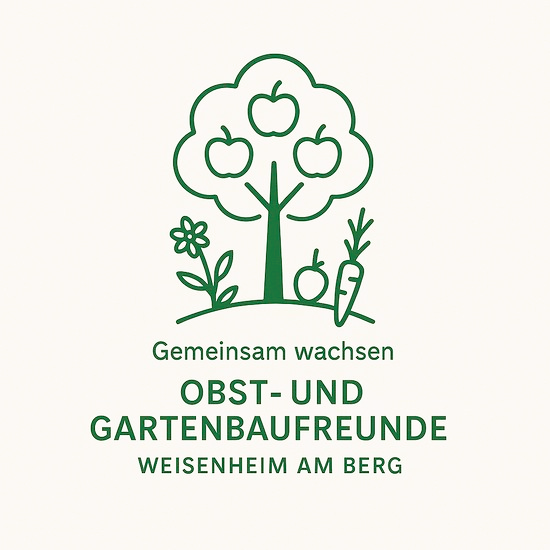 Gemeinsam wachsen
OBST- UND
GARTENBAUFREUNDE
WEISENHEIM AM BERG